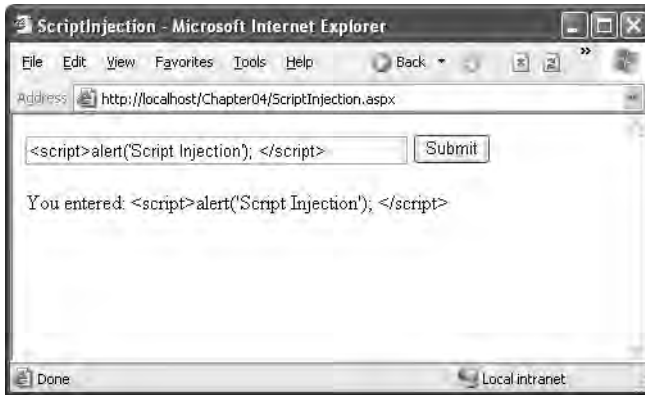 ScriptInjection - Microsoft Internet Explorer
File Edit View Favorites Tools Help Back »
Address http://localhost/Chapter04/ScriptInjection.aspx
<script>alert('Script Injection'); </script> Submit
You entered: <script>alert('Script Injection'); </script>
Done Local intranet